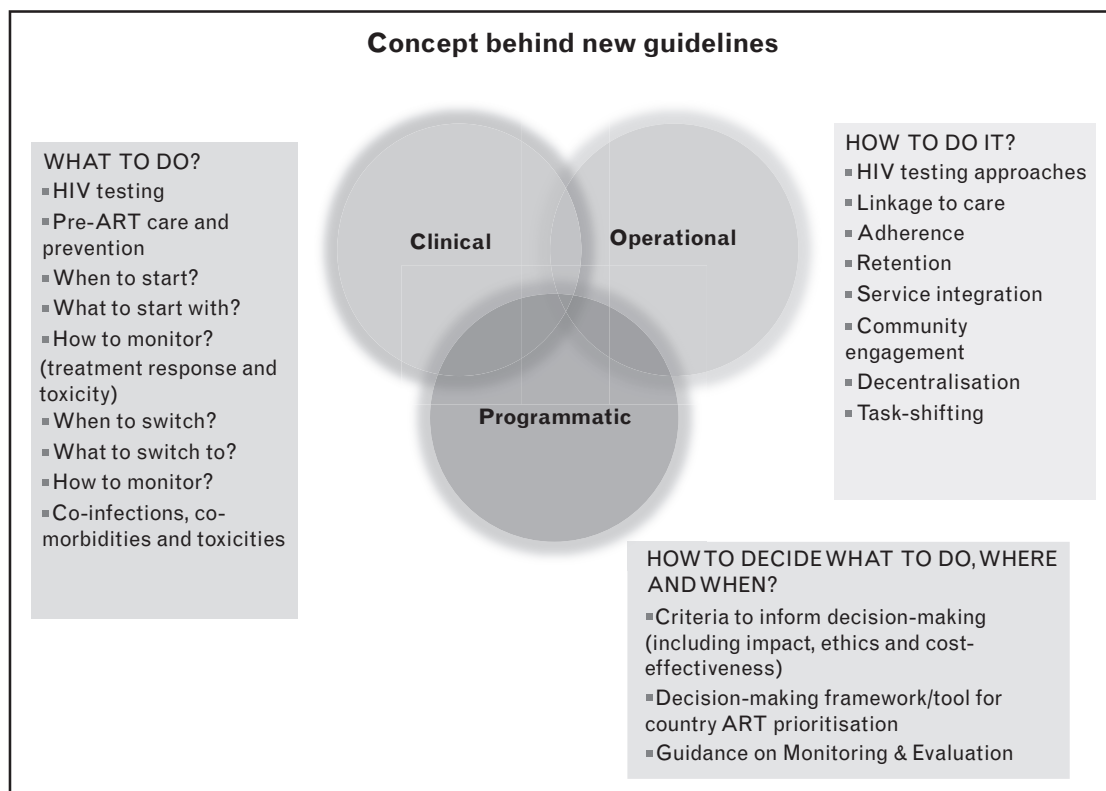 Concept behind new guidelines
WHAT TO DO?
▪HIV testing
▪Pre-ART care and
prevention
▪When to start?
▪What to start with?
▪How to monitor?
(treatment response and
toxicity)
▪When to switch?
▪What to switch to?
▪How to monitor?
▪Co-infections, co-
morbidities and toxicities
Clinical
Operational
Programmatic
HOW TO DO IT?
▪HIV testing approaches
▪Linkage to care
▪Adherence
▪Retention
▪Service integration
▪Community
engagement
▪Decentralisation
▪Task-shifting
HOW TO DECIDE WHAT TO DO, WHERE
AND WHEN?
▪Criteria to inform decision-making
(including impact, ethics and cost-
effectiveness)
▪Decision-making framework/tool for
country ART prioritisation
▪Guidance on Monitoring & Evaluation